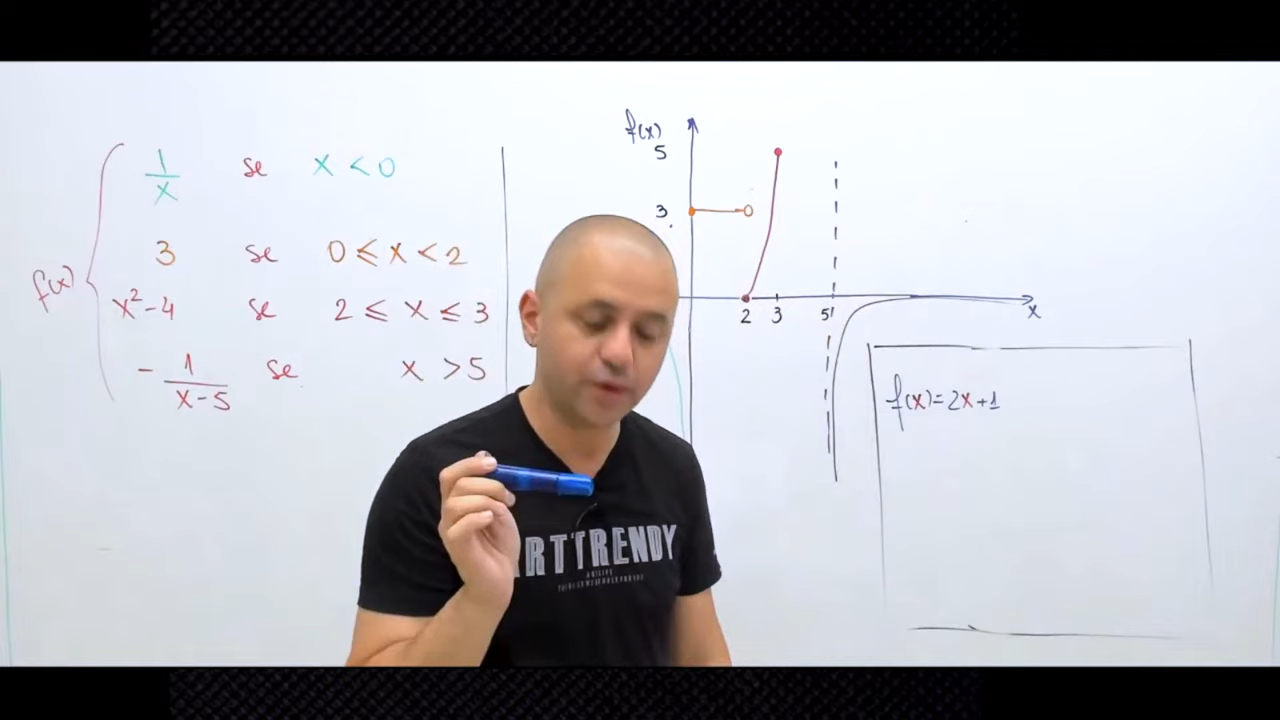 f(x)
1/x se x < 0
3 se 0 ≤ x < 2
x²-4 se 2 ≤ x ≤ 3
- 1/(x-5) se x > 5
f(x)
5
3
2 3 5
x
f(x)=2x+1
ARTTRENDY